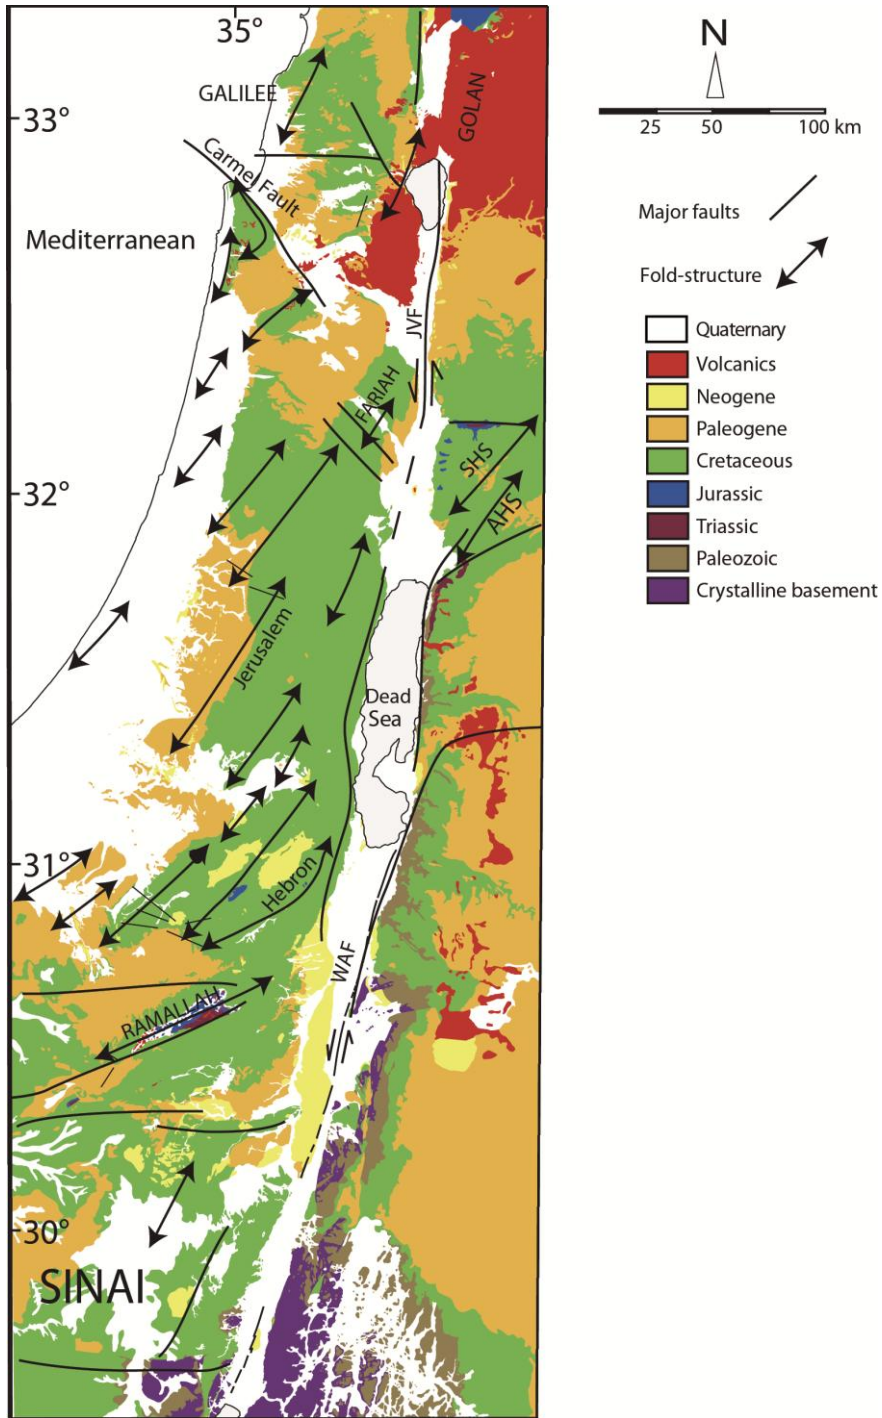 35°
N
GALILEE
GOLAN
33°
25
50
100 km
Carmel Fault
Major faults
Mediterranean
Fold-structure
JVF
Quaternary
Volcanics
FARIAH
Neogene
Paleogene
SHS
Cretaceous
32°
AHS
Jurassic
Triassic
Paleozoic
Crystalline basement
Jerusalem
Dead
Sea
31°
Hebron
WAF
RAMALLAH
30°
SINAI